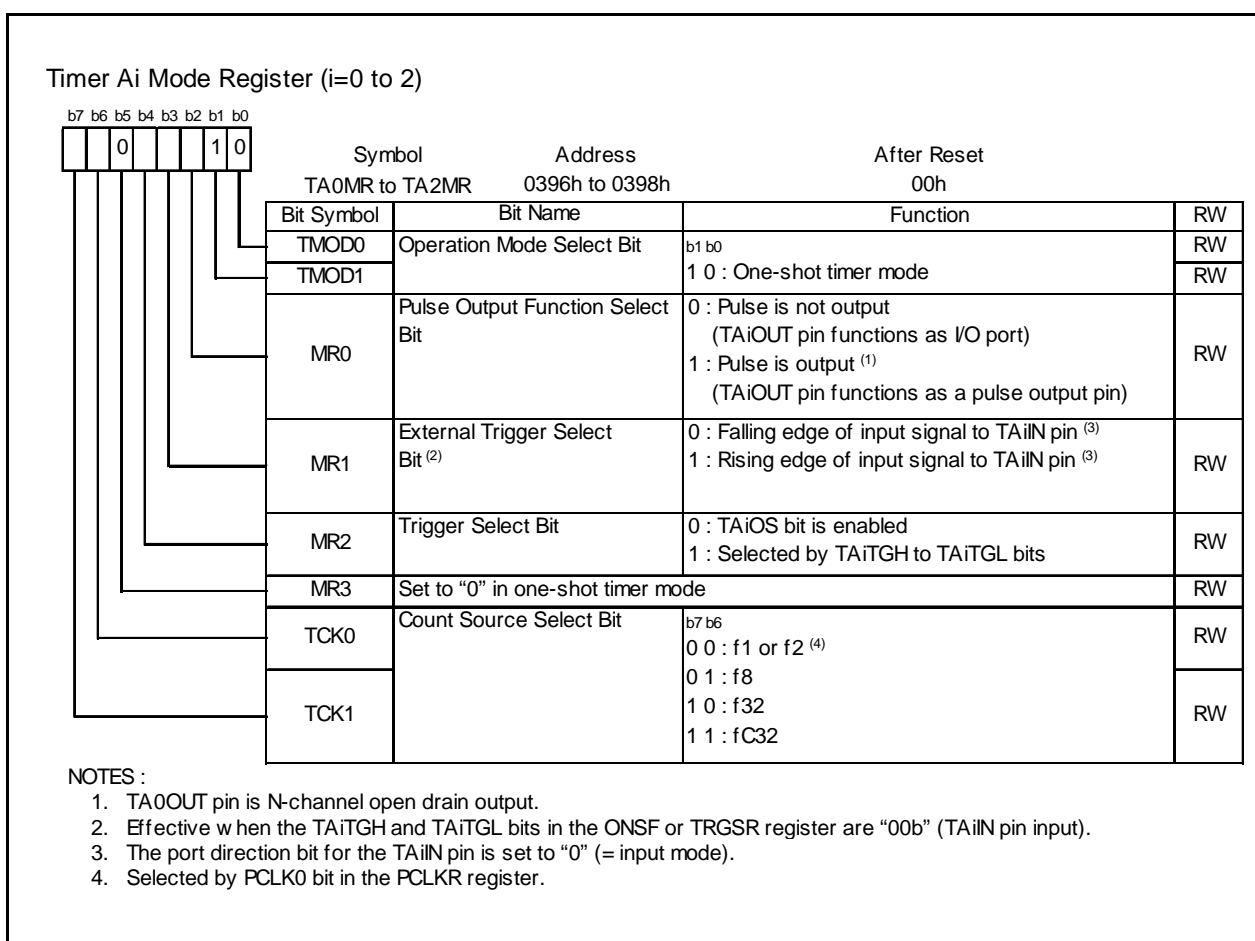 Timer Ai Mode Register (i=0 to 2)
b7 b6 b5 b4 b3 b2 b1 b0
0 1 0
Symbol Address After Reset
TA0MR to TA2MR 0396h to 0398h 00h
Bit Symbol Bit Name Function RW
TMOD0 Operation Mode Select Bit b1 b0 RW
TMOD1 1 0 : One-shot timer mode RW
MR0 Pulse Output Function Select Bit 0 : Pulse is not output
(TAiOUT pin functions as I/O port)
1 : Pulse is output (1)
(TAiOUT pin functions as a pulse output pin) RW
MR1 External Trigger Select Bit (2) 0 : Falling edge of input signal to TAiIN pin (3)
1 : Rising edge of input signal to TAiIN pin (3) RW
MR2 Trigger Select Bit 0 : TAiOS bit is enabled
1 : Selected by TAiTGH to TAiTGL bits RW
MR3 Set to “0” in one-shot timer mode RW
TCK0 Count Source Select Bit b7 b6 RW
0 0 : f1 or f2 (4)
0 1 : f8
TCK1 1 0 : f32 RW
1 1 : fC32
NOTES :
1. TA0OUT pin is N-channel open drain output.
2. Effective when the TAiTGH and TAiTGL bits in the ONSF or TRGSR register are “00b” (TAiIN pin input).
3. The port direction bit for the TAiIN pin is set to “0” (= input mode).
4. Selected by PCLK0 bit in the PCLKR register.